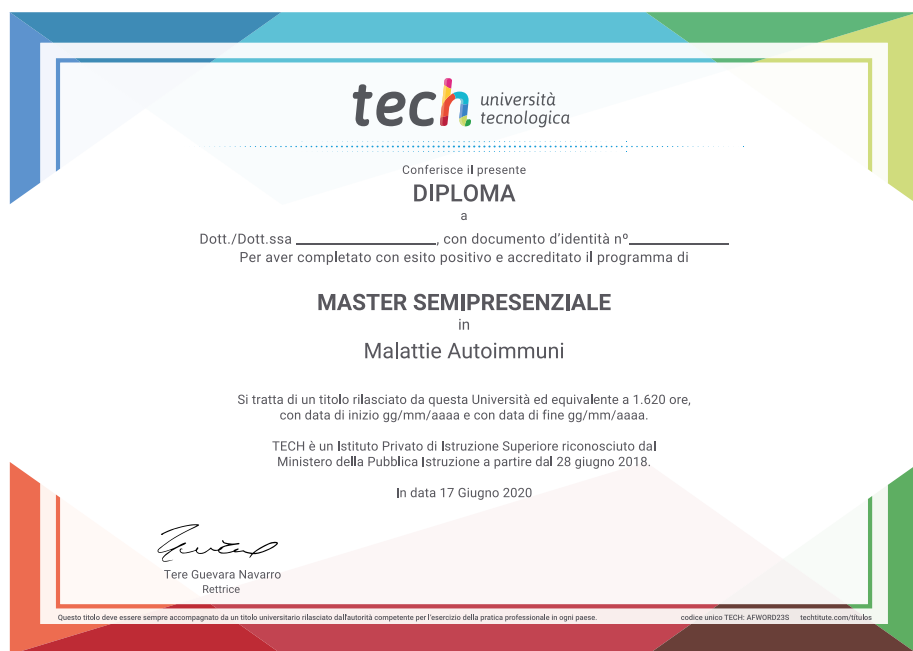 tech università
tecnologica
Conferisce il presente
DIPLOMA
a
Dott./Dott.ssa ____________________, con documento d'identità nº______________
Per aver completato con esito positivo e accreditato il programma di
MASTER SEMIPRESENZIALE
in
Malattie Autoimmuni
Si tratta di un titolo rilasciato da questa Università ed equivalente a 1.620 ore,
con data di inizio gg/mm/aaaa e con data di fine gg/mm/aaaa.
TECH è un Istituto Privato di Istruzione Superiore riconosciuto dal
Ministero della Pubblica Istruzione a partire dal 28 giugno 2018.
In data 17 Giugno 2020
Tere Guevara Navarro
Rettrice
Questo titolo deve essere sempre accompagnato da un titolo universitario rilasciato dall'autorità competente per l'esercizio della pratica professionale in ogni paese. codice unico TECH: AFWORD23S techtitute.com/titulos